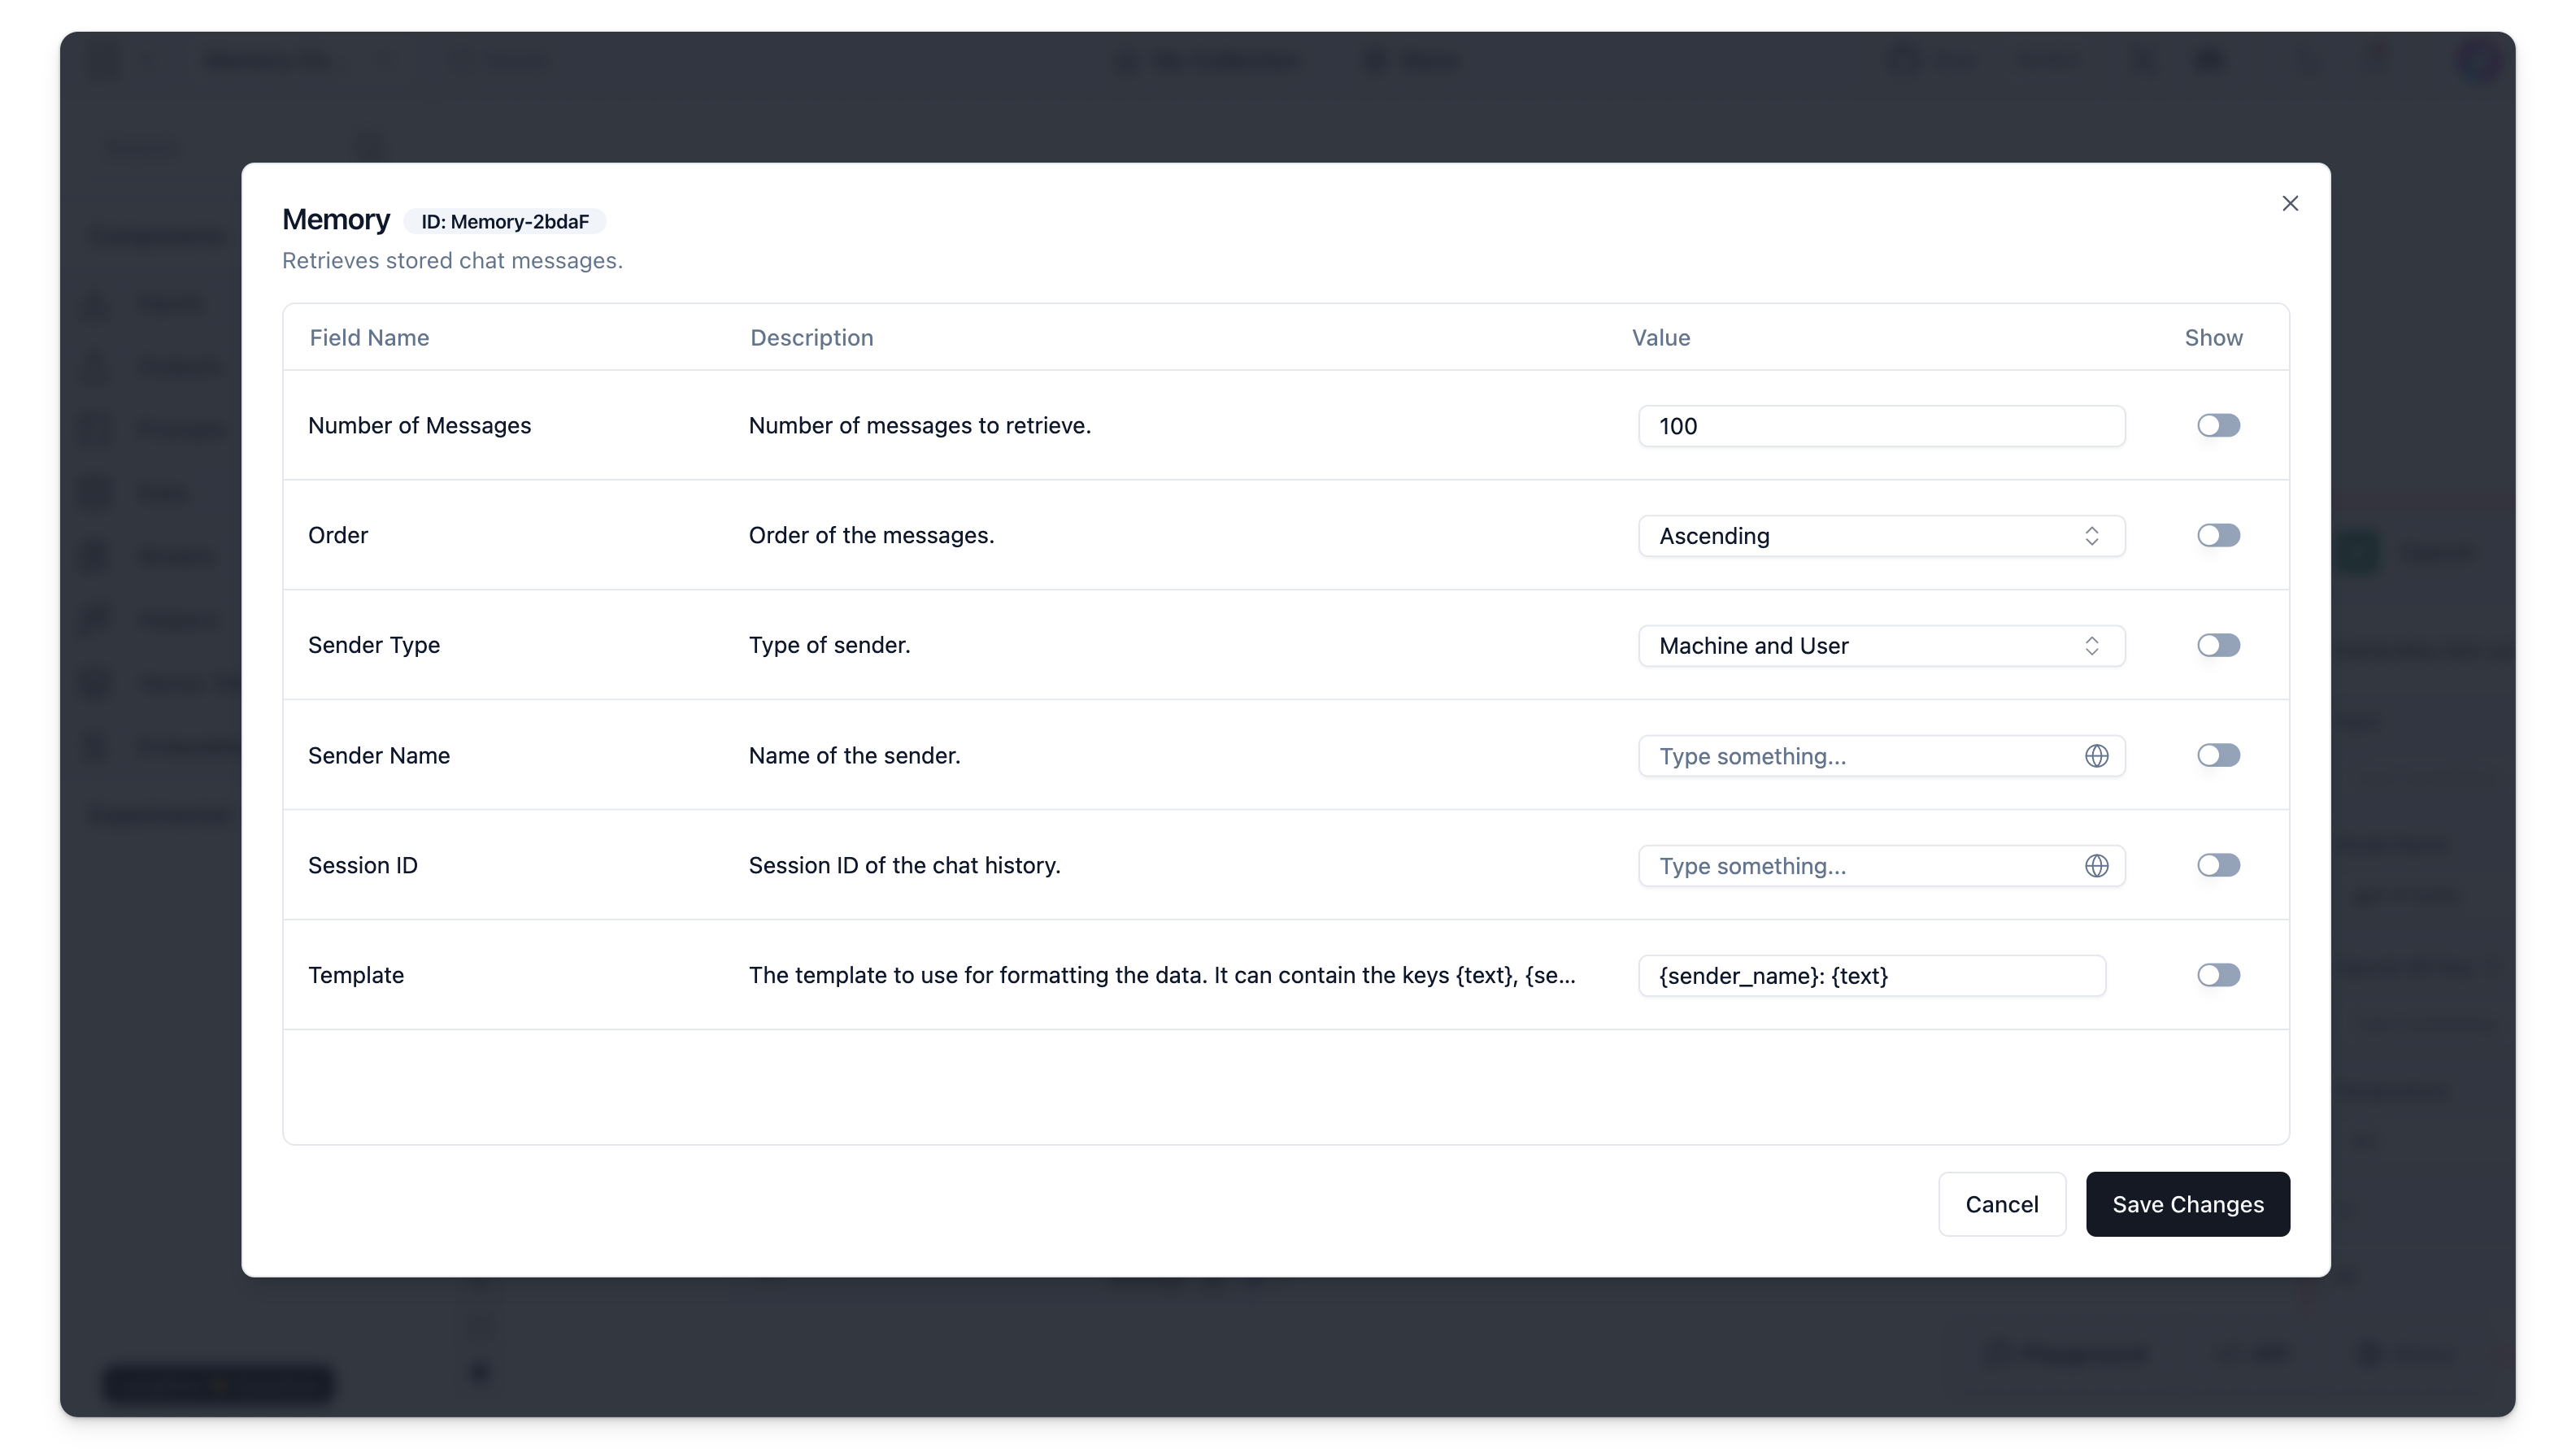 Memory ID: Memory-2bdaF
Retrieves stored chat messages.
Field Name Description Value Show
Number of Messages Number of messages to retrieve. 100
Order Order of the messages. Ascending
Sender Type Type of sender. Machine and User
Sender Name Name of the sender. Type something...
Session ID Session ID of the chat history. Type something...
Template The template to use for formatting the data. It can contain the keys {text}, {se... {sender_name}: {text}
Cancel Save Changes